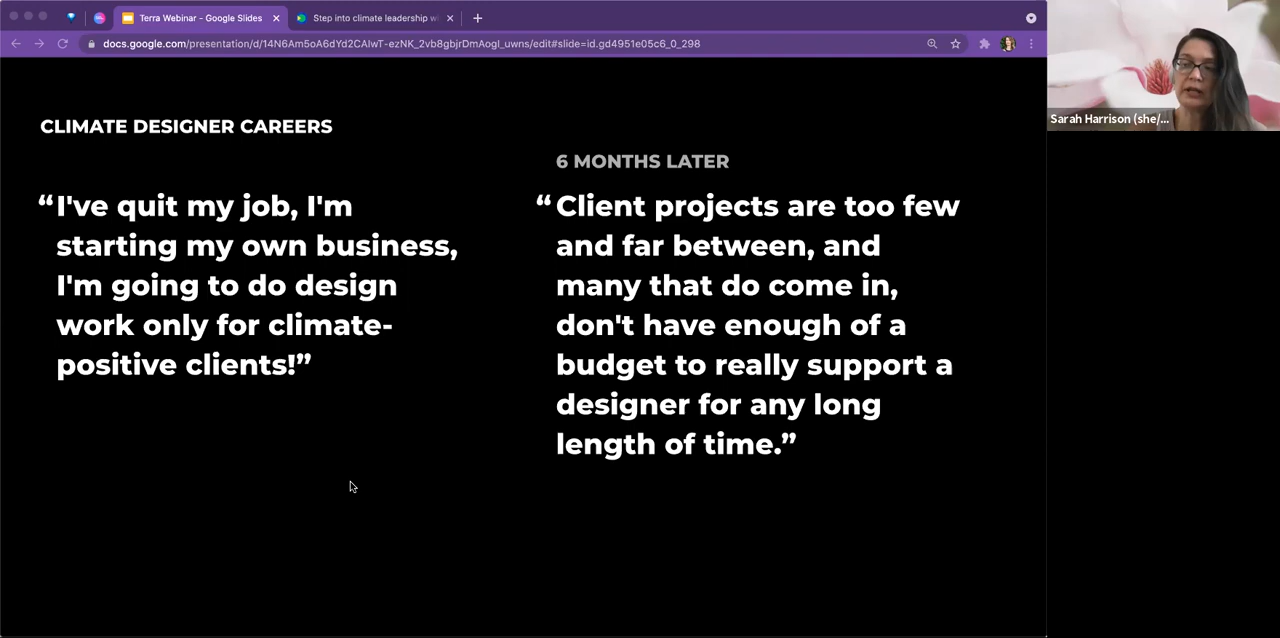 Terra Webinar - Google Slides
Step into climate leadership w
docs.google.com/presentation/d/14N6Am5oA6dYd2CAlwT-ezNK_2vb8gbjrDmAogI_uwns/edit#slide=id.gd4951e05c6_0_298
Sarah Harrison (she/...
CLIMATE DESIGNER CAREERS
“I've quit my job, I'm
starting my own business,
I'm going to do design
work only for climate-
positive clients!”
6 MONTHS LATER
“Client projects are too few
and far between, and
many that do come in,
don't have enough of a
budget to really support a
designer for any long
length of time.”